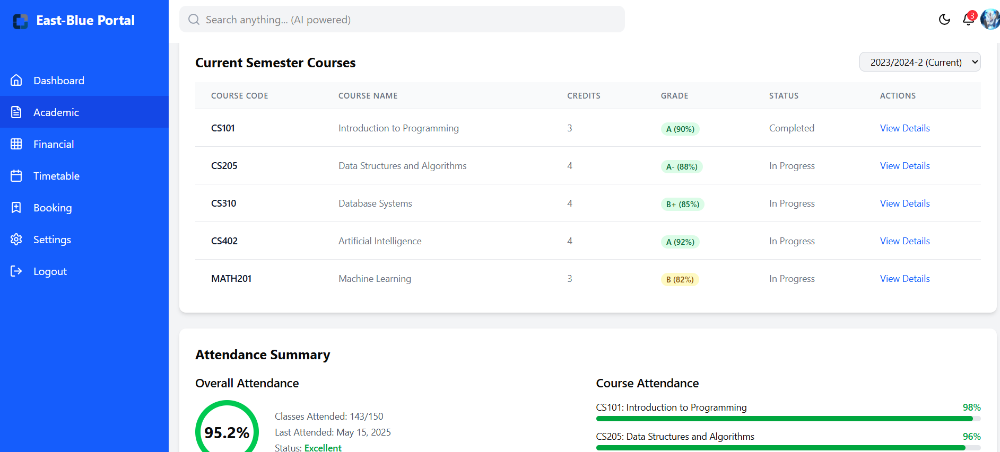 East-Blue Portal
Search anything... (AI powered)
3
Dashboard
Academic
Financial
Timetable
Booking
Settings
Logout
Current Semester Courses
2023/2024-2 (Current)
COURSE CODE COURSE NAME CREDITS GRADE STATUS ACTIONS
CS101 Introduction to Programming 3 A (90%) Completed View Details
CS205 Data Structures and Algorithms 4 A- (88%) In Progress View Details
CS310 Database Systems 4 B+ (85%) In Progress View Details
CS402 Artificial Intelligence 4 A (92%) In Progress View Details
MATH201 Machine Learning 3 B (82%) In Progress View Details
Attendance Summary
Overall Attendance
95.2%
Classes Attended: 143/150
Last Attended: May 15, 2025
Status: Excellent
Course Attendance
CS101: Introduction to Programming 98%
CS205: Data Structures and Algorithms 96%